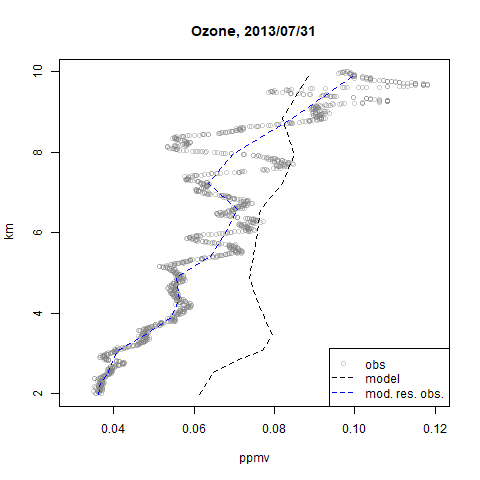 Ozone, 2013/07/31
10
8
6
4
2
km
0.04 0.06 0.08 0.10 0.12
ppmv
obs
model
mod. res. obs.